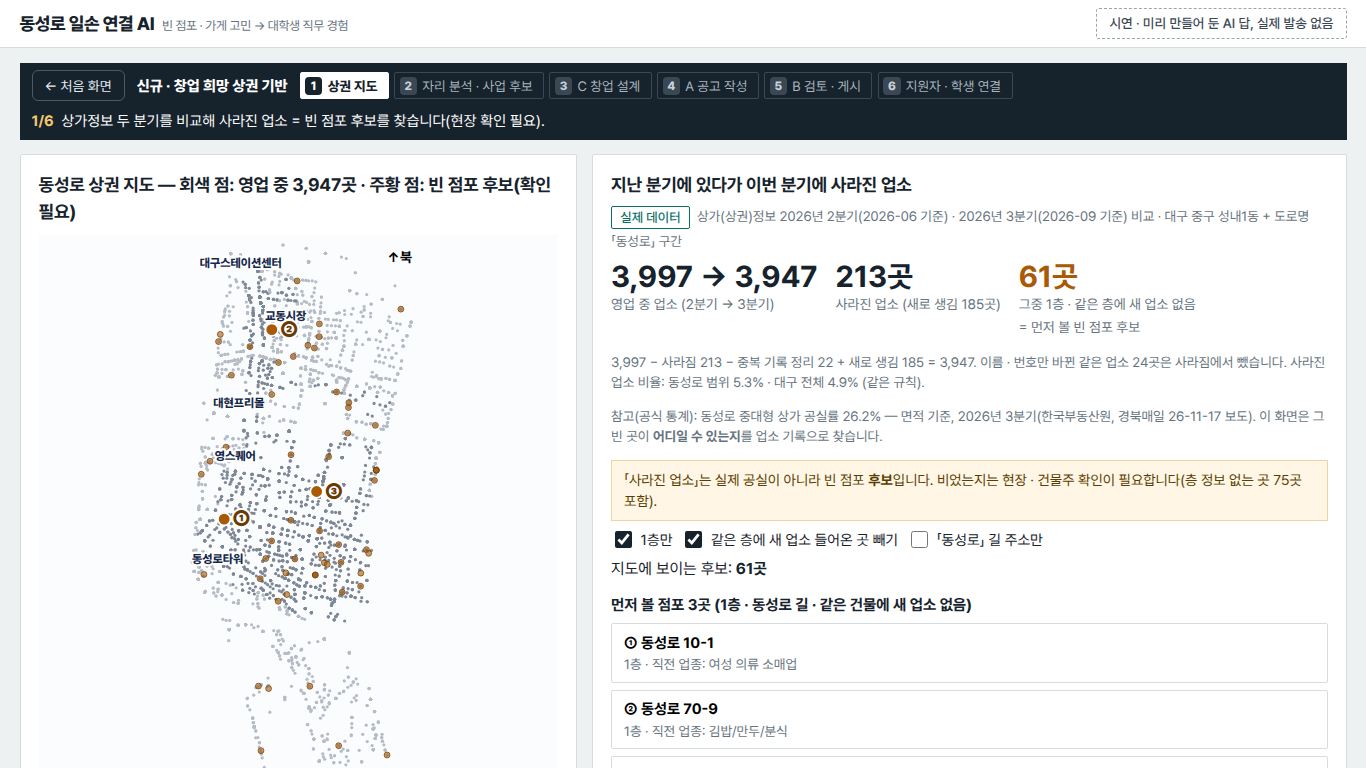 동성로 일손 연결 AI 빈 점포 · 가게 고민 → 대학생 직무 경험
시연 · 미리 만들어 둔 AI 답, 실제 발송 없음
← 처음 화면 신규 · 창업 희망 상권 기반 1 상권 지도 2 자리 분석 · 사업 후보 3 C 창업 설계 4 A 공고 작성 5 B 검토 · 게시 6 지원자 · 학생 연결
1/6 상가정보 두 분기를 비교해 사라진 업소 = 빈 점포 후보를 찾습니다(현장 확인 필요).
동성로 상권 지도 — 회색 점: 영업 중 3,947곳 · 주황 점: 빈 점포 후보(확인
필요)
↑북
대구스테이션센터
교동시장
②
대현프리몰
영스퀘어
③
①
동성로타워
지난 분기에 있다가 이번 분기에 사라진 업소
실제 데이터 상가(상권)정보 2026년 2분기(2026-06 기준) · 2026년 3분기(2026-09 기준) 비교 · 대구 중구 성내1동 + 도로명
「동성로」 구간
3,997 → 3,947 213곳 61곳
영업 중 업소 (2분기 → 3분기) 사라진 업소 (새로 생김 185곳) 그중 1층 · 같은 층에 새 업소 없음
= 먼저 볼 빈 점포 후보
3,997 − 사라짐 213 − 중복 기록 정리 22 + 새로 생김 185 = 3,947. 이름 · 번호만 바뀐 같은 업소 24곳은 사라짐에서 뺐습니다. 사라진
업소 비율: 동성로 범위 5.3% · 대구 전체 4.9% (같은 규칙).
참고(공식 통계): 동성로 중대형 상가 공실률 26.2% — 면적 기준, 2026년 3분기(한국부동산원, 경북매일 26-11-17 보도). 이 화면은 그
빈 곳이 어디일 수 있는지를 업소 기록으로 찾습니다.
「사라진 업소」는 실제 공실이 아니라 빈 점포 후보입니다. 비었는지는 현장 · 건물주 확인이 필요합니다(층 정보 없는 곳 75곳
포함).
1층만 같은 층에 새 업소 들어온 곳 빼기 「동성로」 길 주소만
지도에 보이는 후보: 61곳
먼저 볼 점포 3곳 (1층 · 동성로 길 · 같은 건물에 새 업소 없음)
① 동성로 10-1
1층 · 직전 업종: 여성 의류 소매업
② 동성로 70-9
1층 · 직전 업종: 김밥/만두/분식